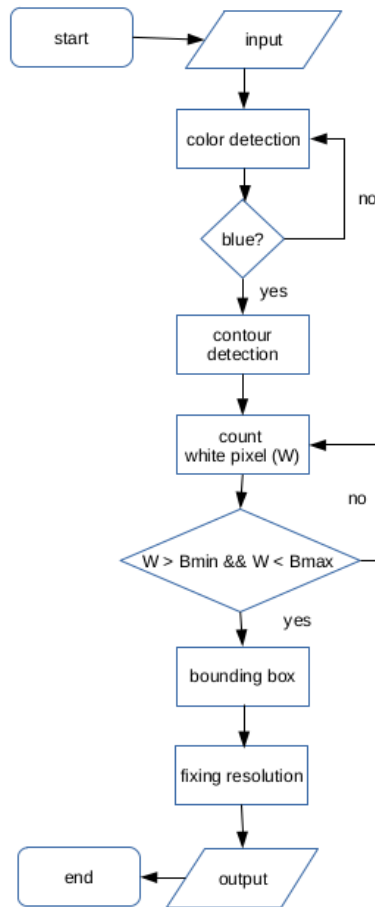 start
input
color detection
no
blue?
yes
contour
detection
count
white pixel (W)
no
W > Bmin && W < Bmax
yes
bounding box
fixing resolution
end
output